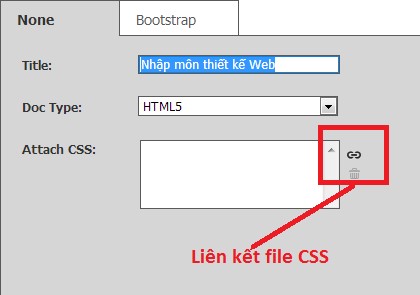 None
Bootstrap
Title: Nhập môn thiết kế Web
Doc Type: HTML5
Attach CSS:
Liên kết file CSS